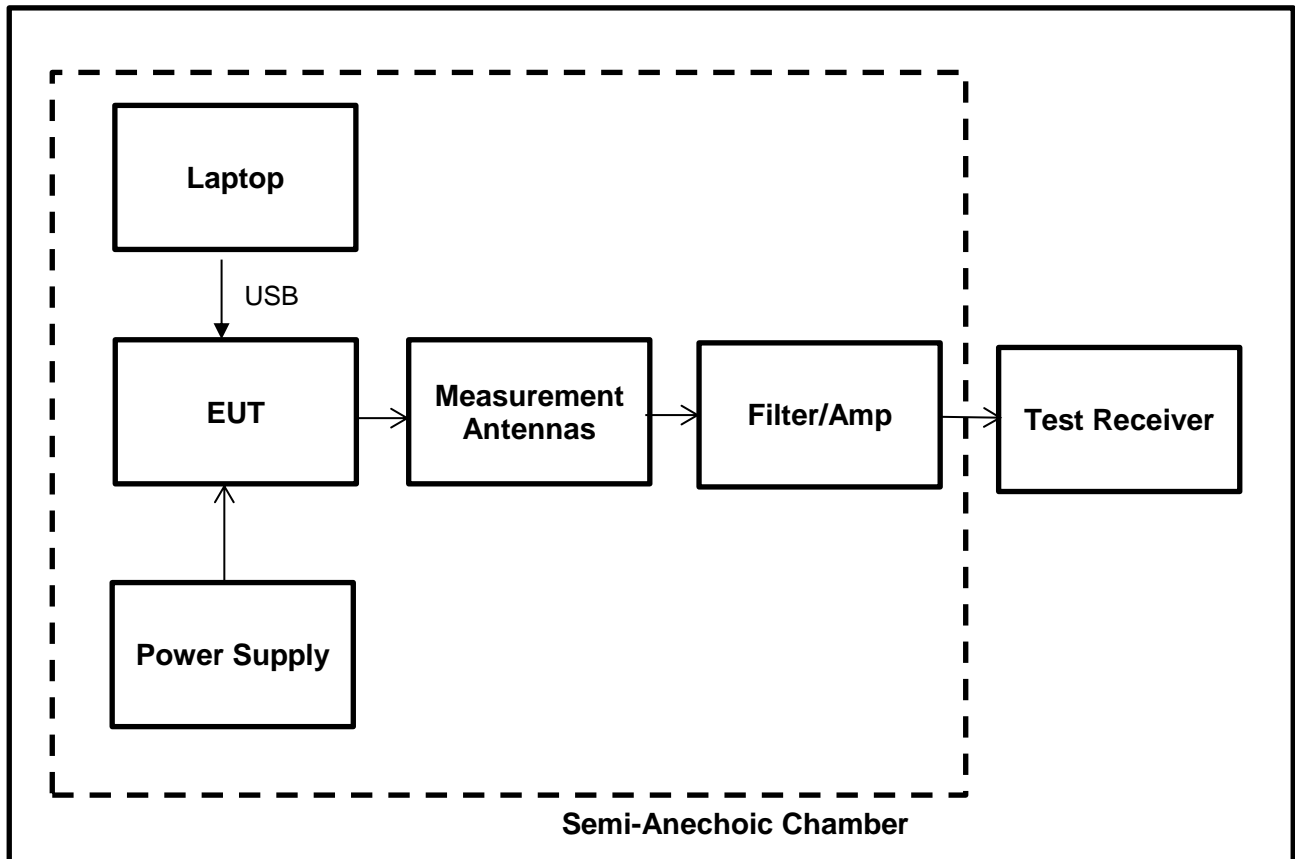 Laptop
USB
EUT
Measurement
Antennas
Filter/Amp
Test Receiver
Power Supply
Semi-Anechoic Chamber